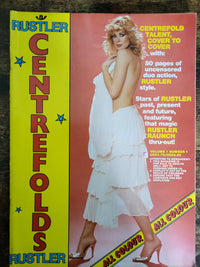 RUSTLER
CENTREFOLDS
RUSTLER
CENTREFOLD
TALENT,
COVER TO
COVER
with:
50 pages of
uncensored
duo action,
RUSTLER
style.
Stars of RUSTLER
past, present
and future,
featuring
that magic
RUSTLER
RAUNCH
thru-out!
ALL COLOUR
ALL COLOUR